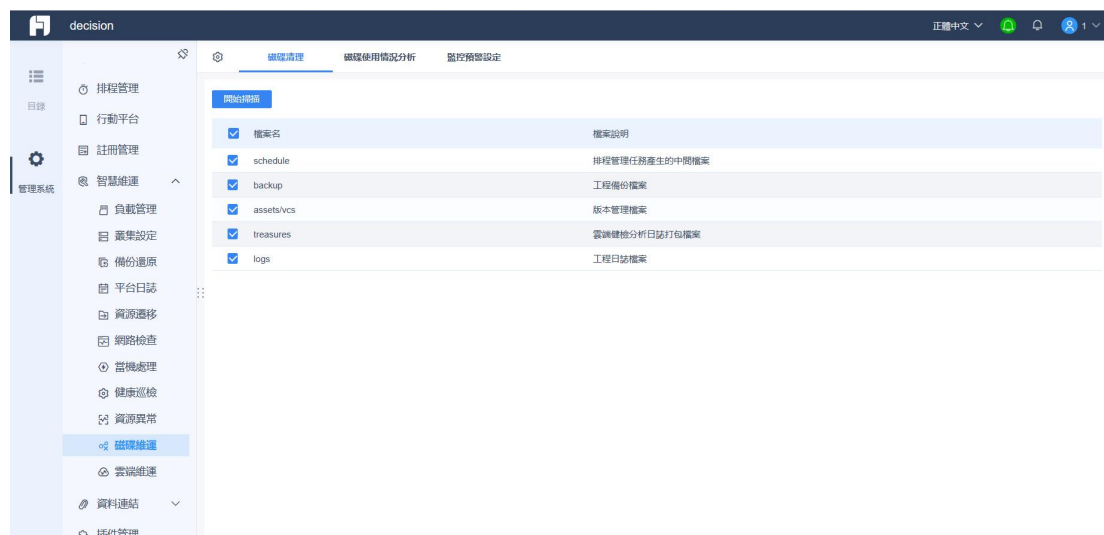 decision
正體中文
1
目錄
管理系統
排程管理
行動平台
註冊管理
智慧維運
負載管理
叢集設定
備份還原
平台日誌
資源遷移
網路檢查
當機處理
健康巡檢
資源異常
磁碟維運
雲端維運
資料連結
插件管理
磁碟清理 磁碟使用情況分析 監控預警設定
開始掃描
檔案名 檔案說明
schedule 排程管理任務產生的中間檔案
backup 工程備份檔案
assets/vcs 版本管理檔案
treasures 雲端健檢分析日誌打包檔案
logs 工程日誌檔案